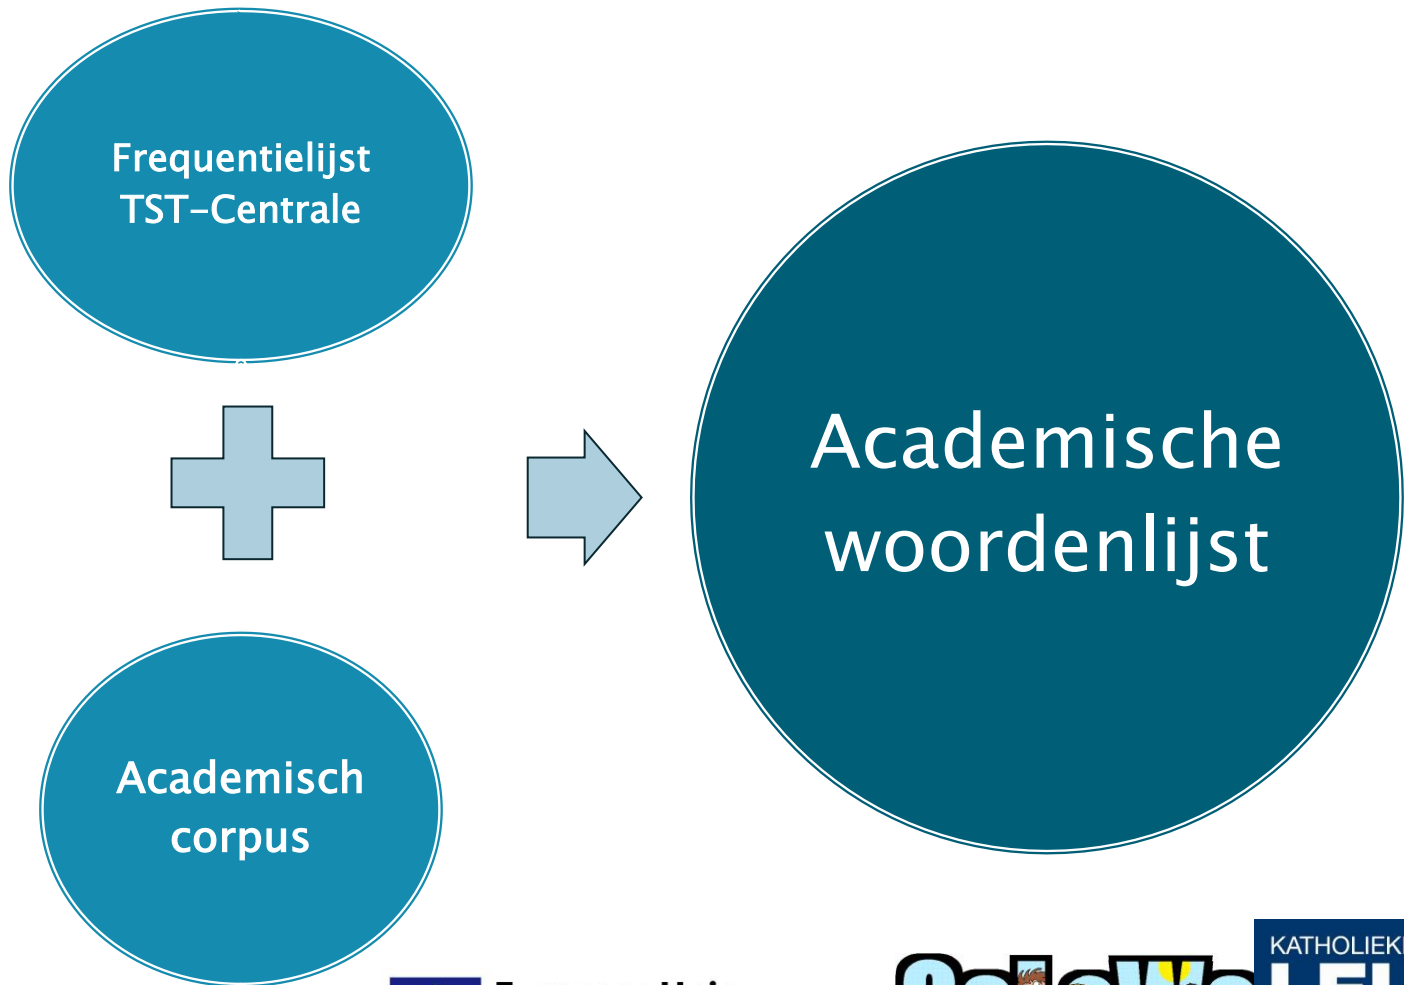 Frequentielijst
TST-Centrale
Academische
woordenlijst
Academisch
corpus
KATHOLIEK